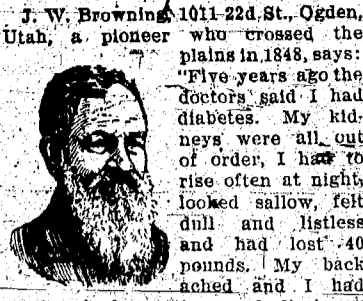 J. W. Browning, 1011 22d St., Ogden,
Utah, a pioneer who crossed the
plains in 1848, says:
"Five years ago the
doctors said I had
diabetes. My kid-
neys were all out
of order, I had to
rise often at night,
looked sallow, felt
dull and listless
and had lost 40
pounds. My back
ached and I had